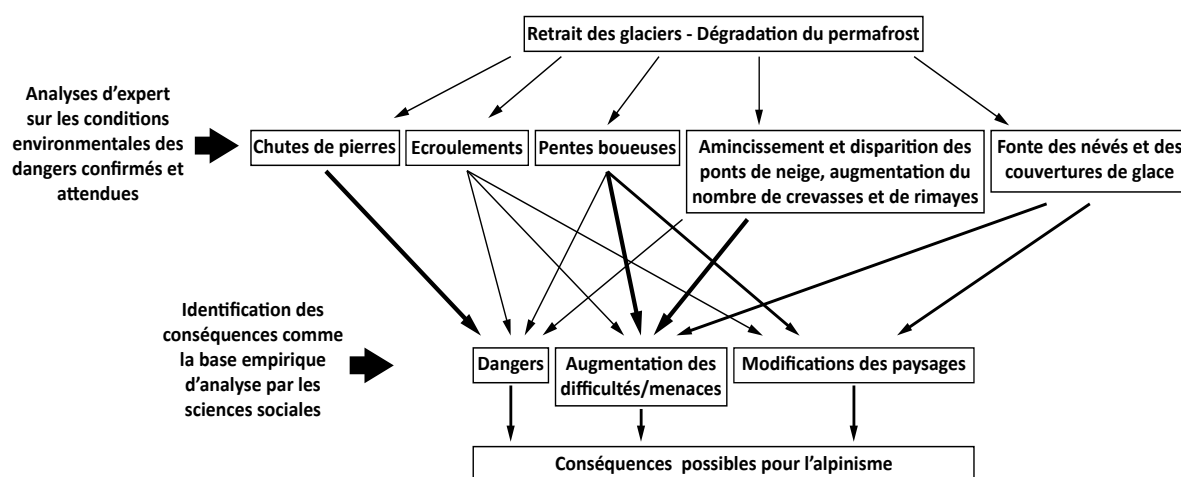 Retrait des glaciers - Dégradation du permafrost
Analyses d’expert
sur les conditions
environmentales des
dangers confirmés et
attendues
Chutes de pierres
Ecroulements
Pentes boueuses
Amincissement et disparition des
ponts de neige, augmentation du
nombre de crevasses et de rimayes
Fonte des névés et des
couvertures de glace
Identification des
conséquences comme
la base empirique
d’analyse par les
sciences sociales
Dangers
Augmentation des
difficultés/menaces
Modifications des paysages
Conséquences possibles pour l’alpinisme